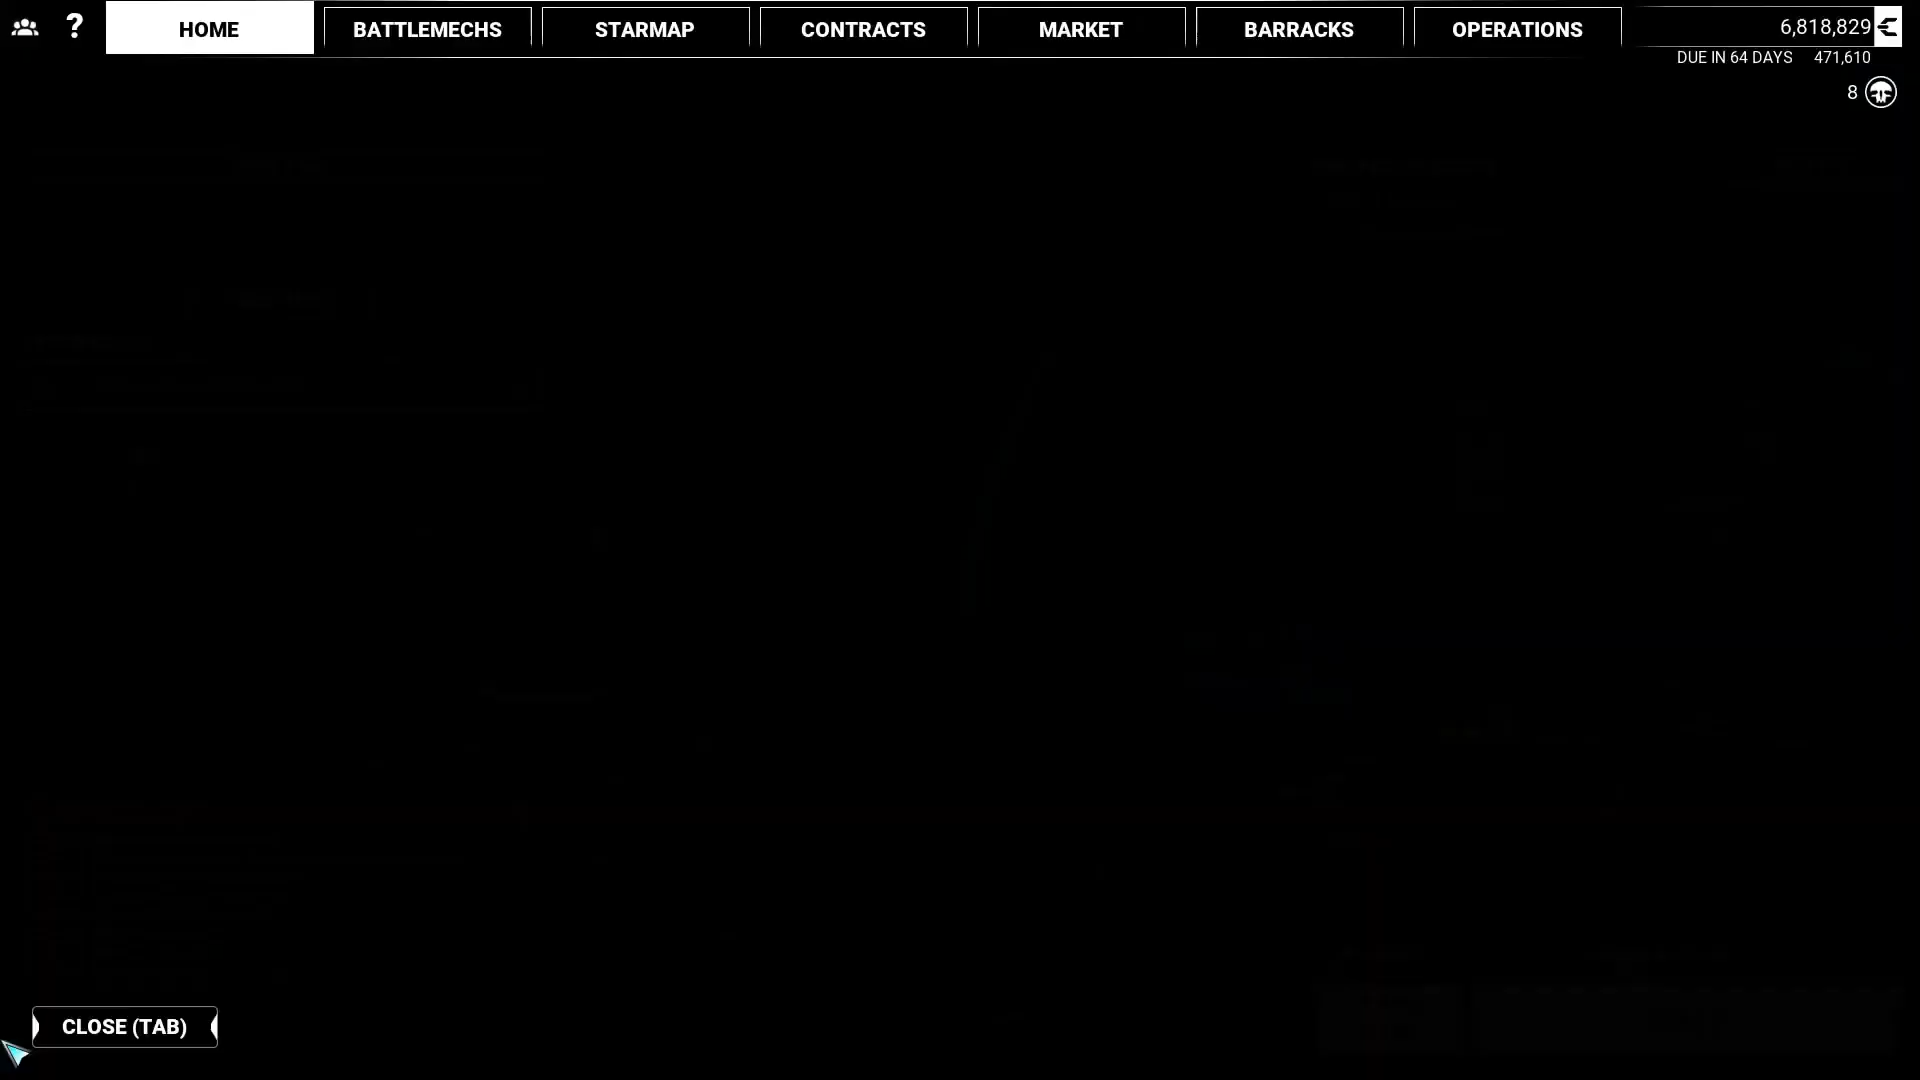 ?
HOME
BATTLEMECHS
STARMAP
CONTRACTS
MARKET
BARRACKS
OPERATIONS
6,818,829
DUE IN 64 DAYS 471,610
8
CLOSE (TAB)